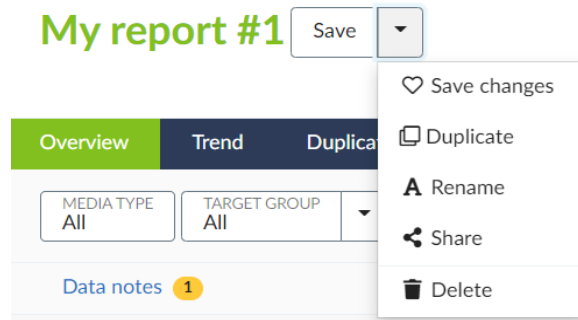 My report #1
Save
Save changes
Duplicate
Rename
Share
Delete
Overview
Trend
MEDIA TYPE
All
TARGET GROUP
All
Data notes
1